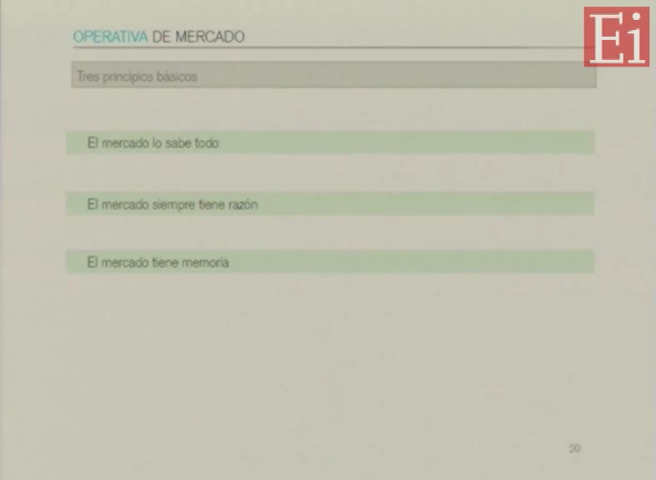 Ei
OPERATIVA DE MERCADO
Tres principios básicos
El mercado lo sabe todo
El mercado siempre tiene razón
El mercado tiene memoria
20